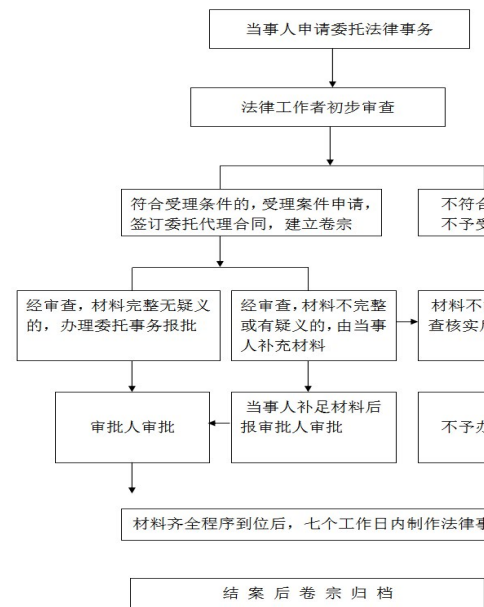 当事人申请委托法律事务
法律工作者初步审查
符合受理条件的，受理案件申请，
签订委托代理合同，建立卷宗
不符合
不予受
经审查，材料完整无疑义
的，办理委托事务报批
经审查，材料不完整
或有疑义的，由当事
人补充材料
材料不
查核实后
审批人审批
当事人补足材料后
报审批人审批
不予办
材料齐全程序到位后，七个工作日内制作法律事
结案后卷宗归档